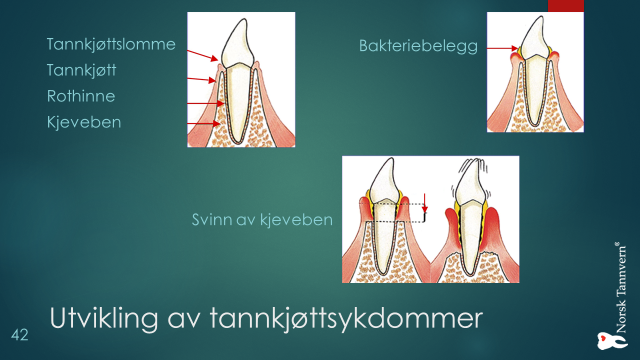 Tannkjøttslomme
Tannkjøtt
Rothinne
Kjeveben
Bakteriebelegg
Svinn av kjeveben
Utvikling av tannkjøttsykdommer
42
Norsk Tannvern®